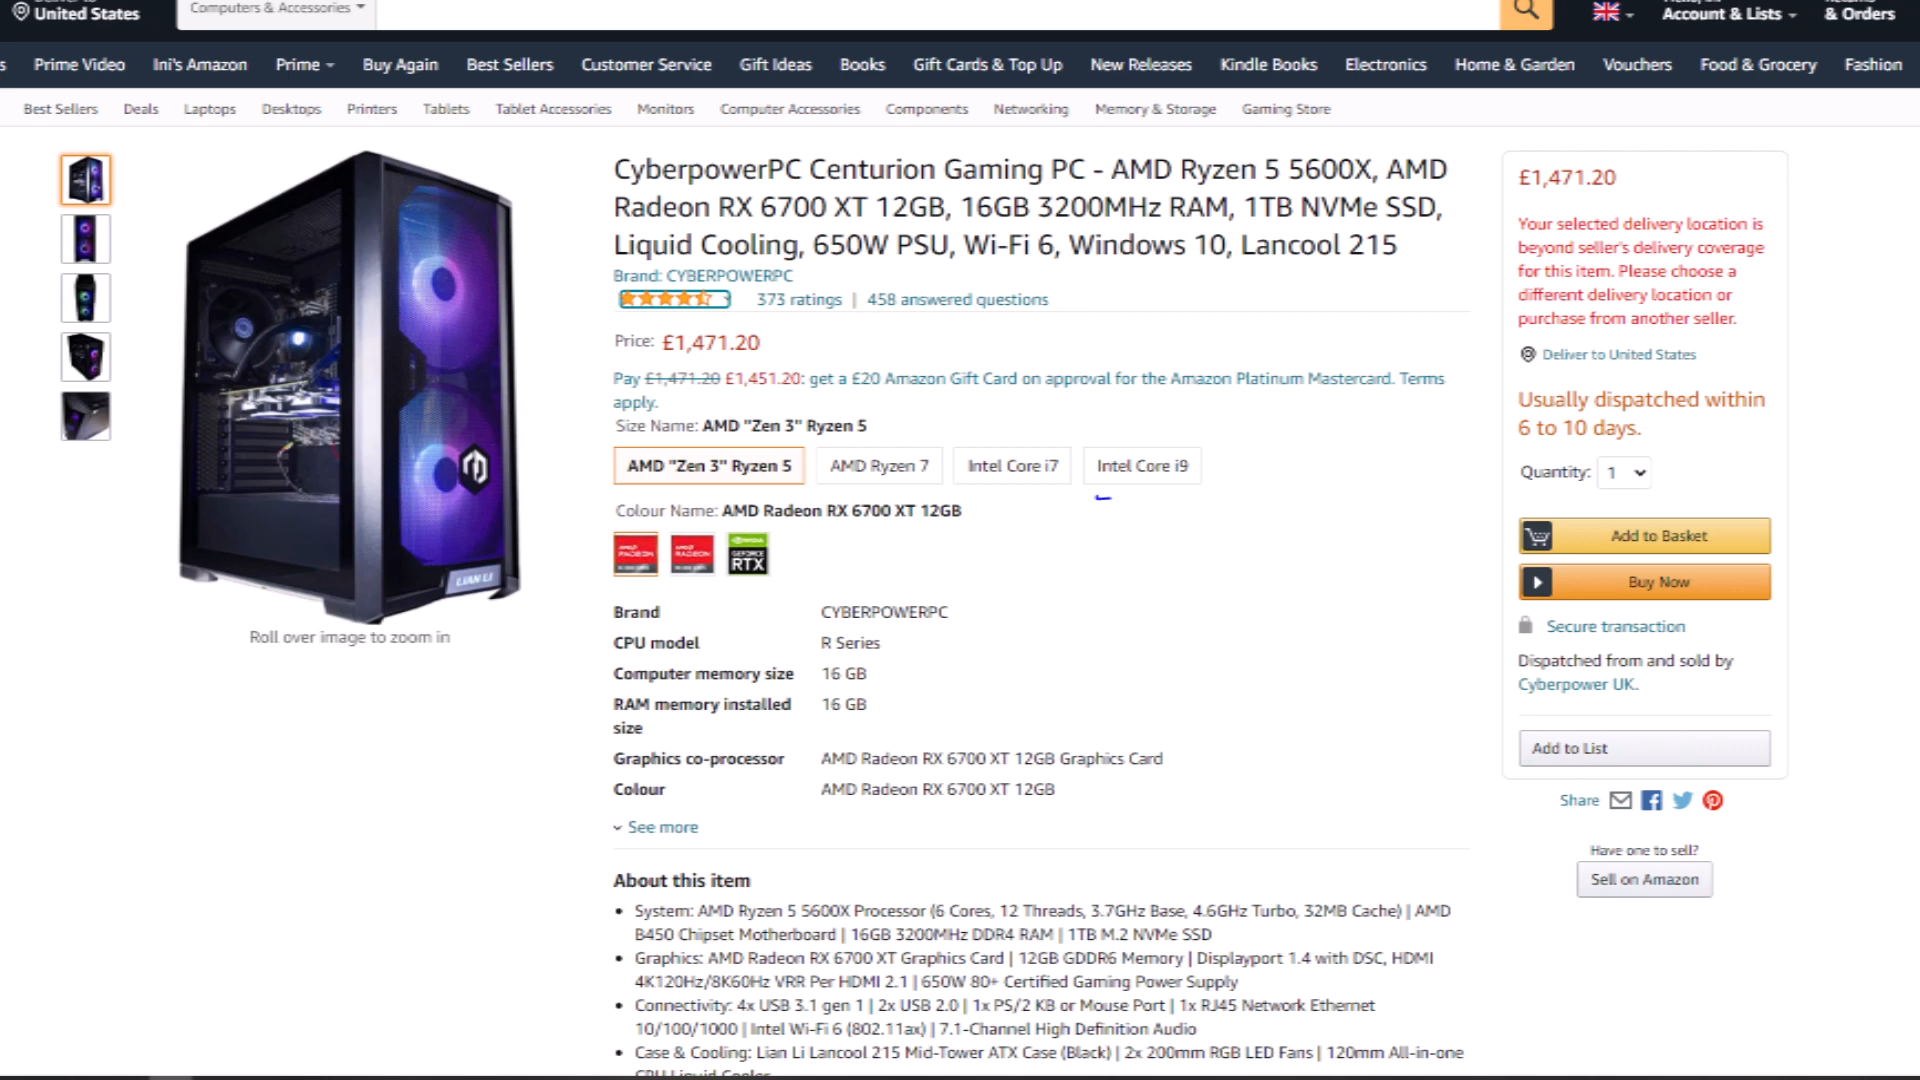 United States
Computers & Accessories
Account & Lists
& Orders
s Prime Video Ini's Amazon Prime Buy Again Best Sellers Customer Service Gift Ideas Books Gift Cards & Top Up New Releases Kindle Books Electronics Home & Garden Vouchers Food & Grocery Fashion
Best Sellers Deals Laptops Desktops Printers Tablets Tablet Accessories Monitors Computer Accessories Components Networking Memory & Storage Gaming Store
CyberpowerPC Centurion Gaming PC - AMD Ryzen 5 5600X, AMD
Radeon RX 6700 XT 12GB, 16GB 3200MHz RAM, 1TB NVMe SSD,
Liquid Cooling, 650W PSU, Wi-Fi 6, Windows 10, Lancool 215
Brand: CYBERPOWERPC
373 ratings | 458 answered questions
Price: £1,471.20
Pay £1,471.20 £1,451.20: get a £20 Amazon Gift Card on approval for the Amazon Platinum Mastercard. Terms
apply.
Size Name: AMD "Zen 3" Ryzen 5
AMD "Zen 3" Ryzen 5 AMD Ryzen 7 Intel Core i7 Intel Core i9
Colour Name: AMD Radeon RX 6700 XT 12GB
RADEON
RADEON
GEFORCE
RTX
LIAN LI
Roll over image to zoom in
Brand CYBERPOWERPC
CPU model R Series
Computer memory size 16 GB
RAM memory installed 16 GB
size
Graphics co-processor AMD Radeon RX 6700 XT 12GB Graphics Card
Colour AMD Radeon RX 6700 XT 12GB
See more
About this item
• System: AMD Ryzen 5 5600X Processor (6 Cores, 12 Threads, 3.7GHz Base, 4.6GHz Turbo, 32MB Cache) | AMD
B450 Chipset Motherboard | 16GB 3200MHz DDR4 RAM | 1TB M.2 NVMe SSD
• Graphics: AMD Radeon RX 6700 XT Graphics Card | 12GB GDDR6 Memory | Displayport 1.4 with DSC, HDMI
4K120Hz/8K60Hz VRR Per HDMI 2.1 | 650W 80+ Certified Gaming Power Supply
• Connectivity: 4x USB 3.1 gen 1 | 2x USB 2.0 | 1x PS/2 KB or Mouse Port | 1x RJ45 Network Ethernet
10/100/1000 | Intel Wi-Fi 6 (802.11ax) | 7.1-Channel High Definition Audio
• Case & Cooling: Lian Li Lancool 215 Mid-Tower ATX Case (Black) | 2x 200mm RGB LED Fans | 120mm All-in-one
CPU Liquid Cooler
£1,471.20
Your selected delivery location is
beyond seller's delivery coverage
for this item. Please choose a
different delivery location or
purchase from another seller.
Deliver to United States
Usually dispatched within
6 to 10 days.
Quantity: 1
Add to Basket
Buy Now
Secure transaction
Dispatched from and sold by
Cyberpower UK.
Add to List
Share
Have one to sell?
Sell on Amazon